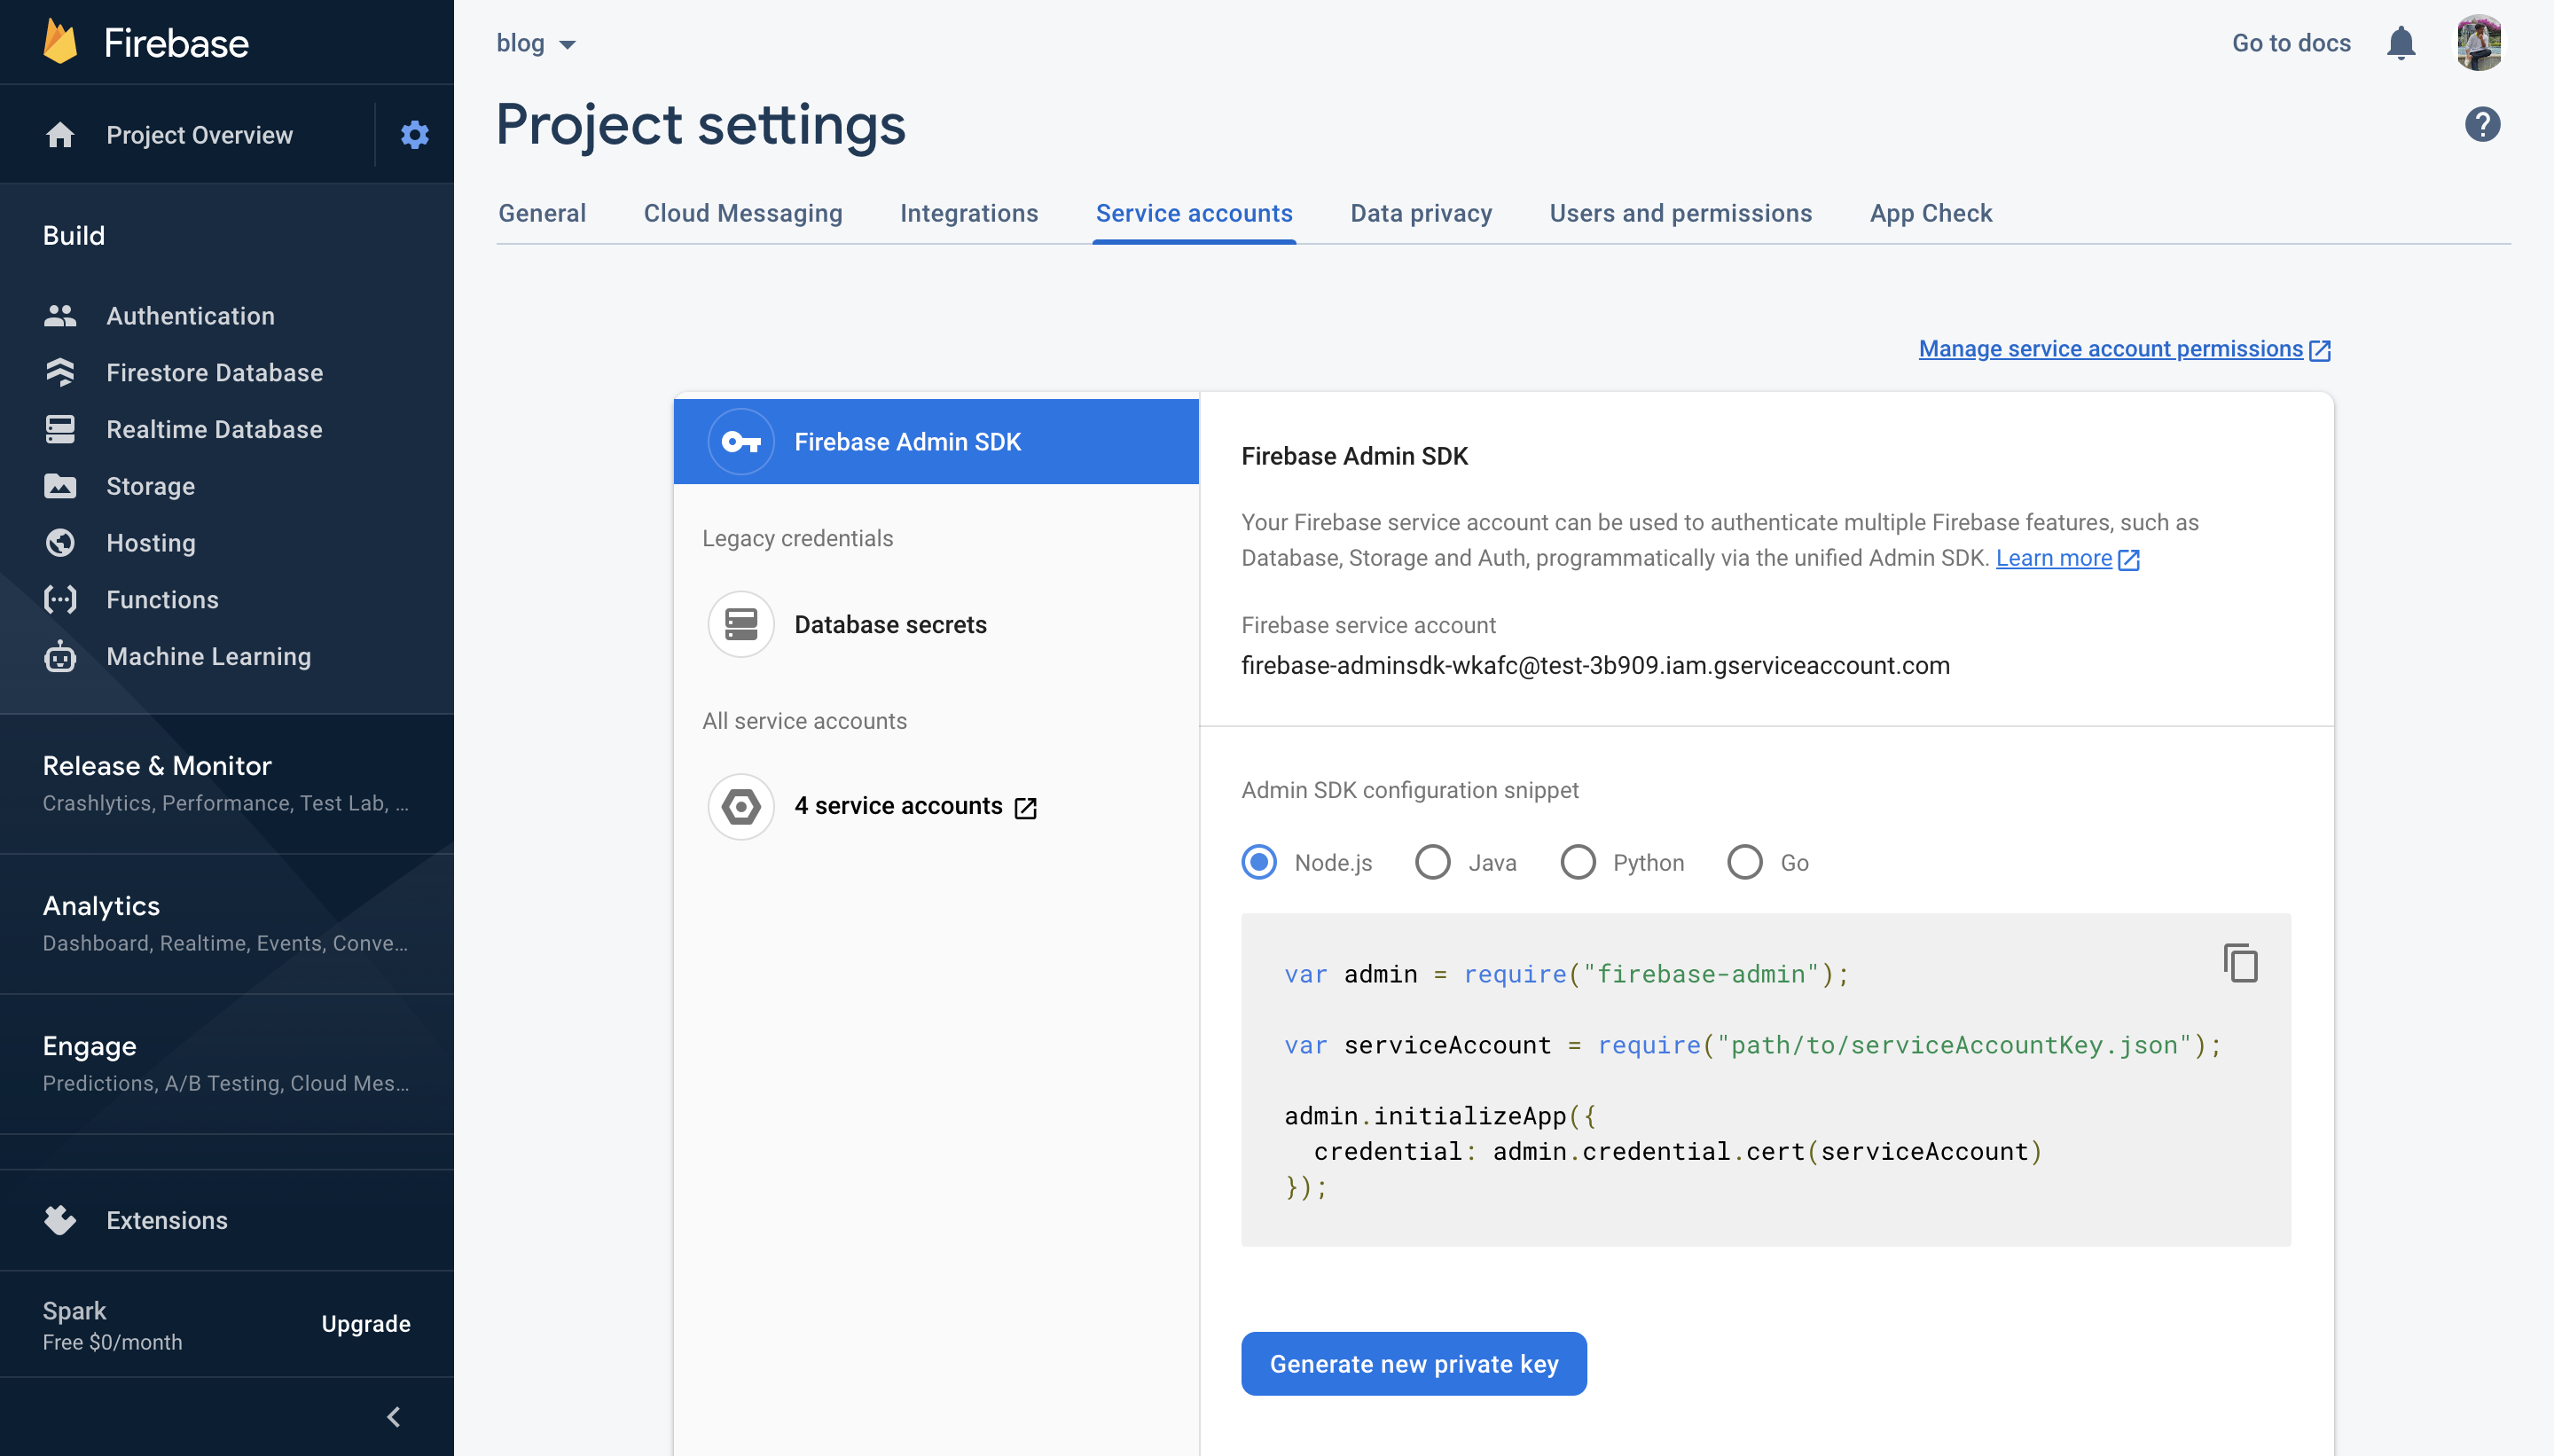 Firebase
Project Overview
Build
Authentication
Firestore Database
Realtime Database
Storage
Hosting
Functions
Machine Learning
Release & Monitor
Crashlytics, Performance, Test Lab, ...
Analytics
Dashboard, Realtime, Events, Conve...
Engage
Predictions, A/B Testing, Cloud Mes...
Extensions
Spark
Free $0/month
Upgrade
blog
Go to docs
Project settings
General Cloud Messaging Integrations Service accounts Data privacy Users and permissions App Check
Manage service account permissions
Firebase Admin SDK
Legacy credentials
Database secrets
All service accounts
4 service accounts
Firebase Admin SDK
Your Firebase service account can be used to authenticate multiple Firebase features, such as
Database, Storage and Auth, programmatically via the unified Admin SDK. Learn more
Firebase service account
firebase-adminsdk-wkafc@test-3b909.iam.gserviceaccount.com
Admin SDK configuration snippet
Node.js Java Python Go
var admin = require("firebase-admin");
var serviceAccount = require("path/to/serviceAccountKey.json");
admin.initializeApp({
  credential: admin.credential.cert(serviceAccount)
});
Generate new private key